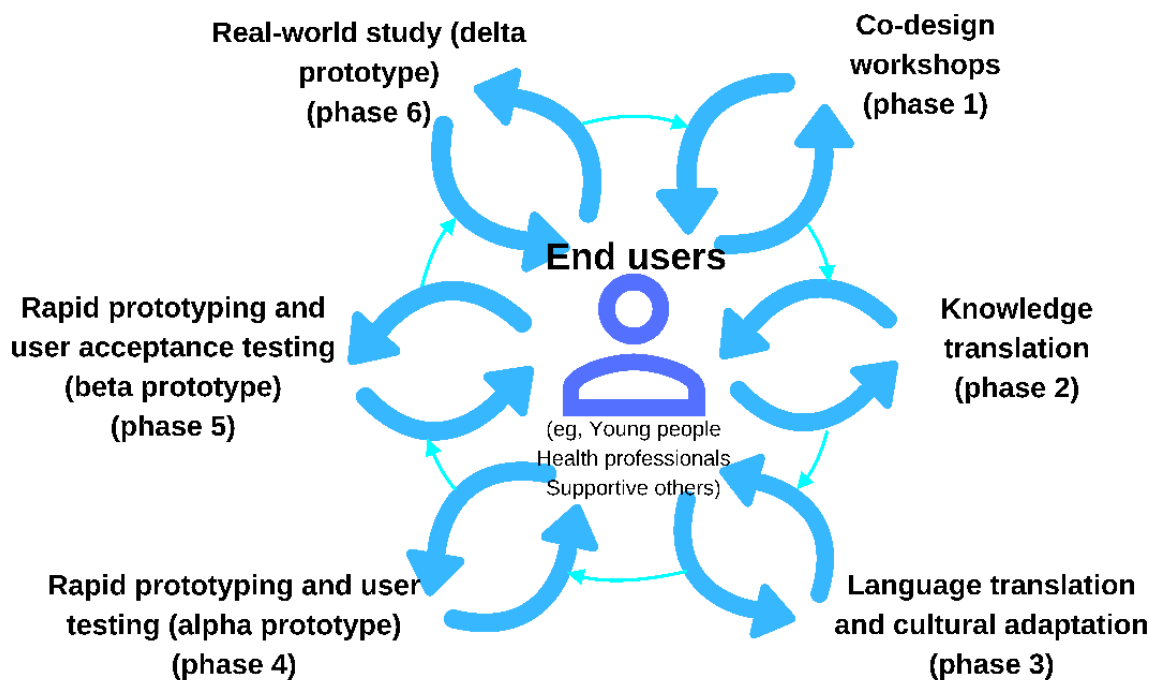 Real-world study (delta
prototype)
(phase 6)
Co-design
workshops
(phase 1)
End users
(eg, Young people
Health professionals
Supportive others)
Knowledge
translation
(phase 2)
Language translation
and cultural adaptation
(phase 3)
Rapid prototyping and user
testing (alpha prototype)
(phase 4)
Rapid prototyping and
user acceptance testing
(beta prototype)
(phase 5)